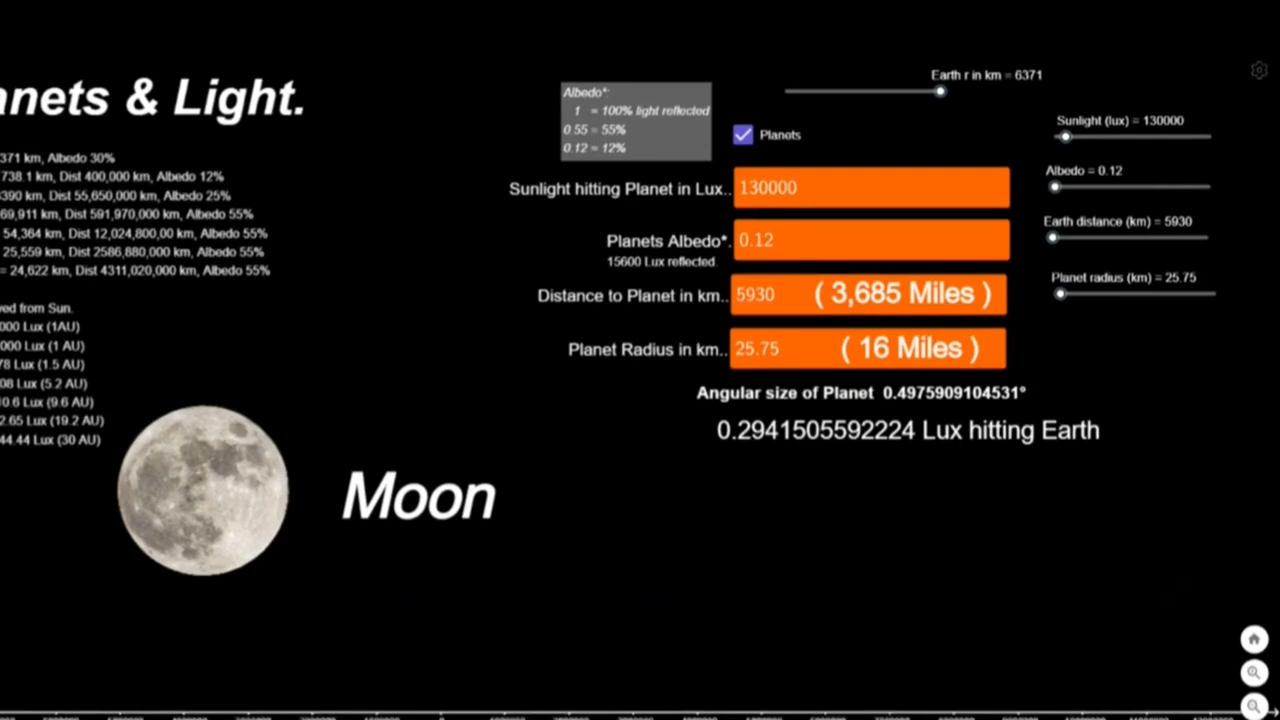 anets & Light.
371 km, Albedo 30%
738.1 km, Dist 400,000 km, Albedo 12%
3390 km, Dist 55,650,000 km, Albedo 25%
69,911 km, Dist 591,970,000 km, Albedo 55%
54,364 km, Dist 12,024,800,00 km, Albedo 55%
25,559 km, Dist 2586,880,000 km, Albedo 55%
= 24,622 km, Dist 4311,020,000 km, Albedo 55%
ved from Sun.
000 Lux (1AU)
000 Lux (1 AU)
78 Lux (1.5 AU)
08 Lux (5.2 AU)
10.6 Lux (9.6 AU)
2.65 Lux (19.2 AU)
44.44 Lux (30 AU)
Moon
Albedo*:
1 = 100% light reflected
0.55 = 55%
0.12 = 12%
Earth r in km = 6371
Planets
Sunlight hitting Planet in Lux.. 130000
Planets Albedo*. 0.12
15600 Lux reflected.
Distance to Planet in km.. 5930 ( 3,685 Miles )
Planet Radius in km.. 25.75 ( 16 Miles )
Angular size of Planet 0.4975909104531°
0.2941505592224 Lux hitting Earth
Sunlight (lux) = 130000
Albedo = 0.12
Earth distance (km) = 5930
Planet radius (km) = 25.75